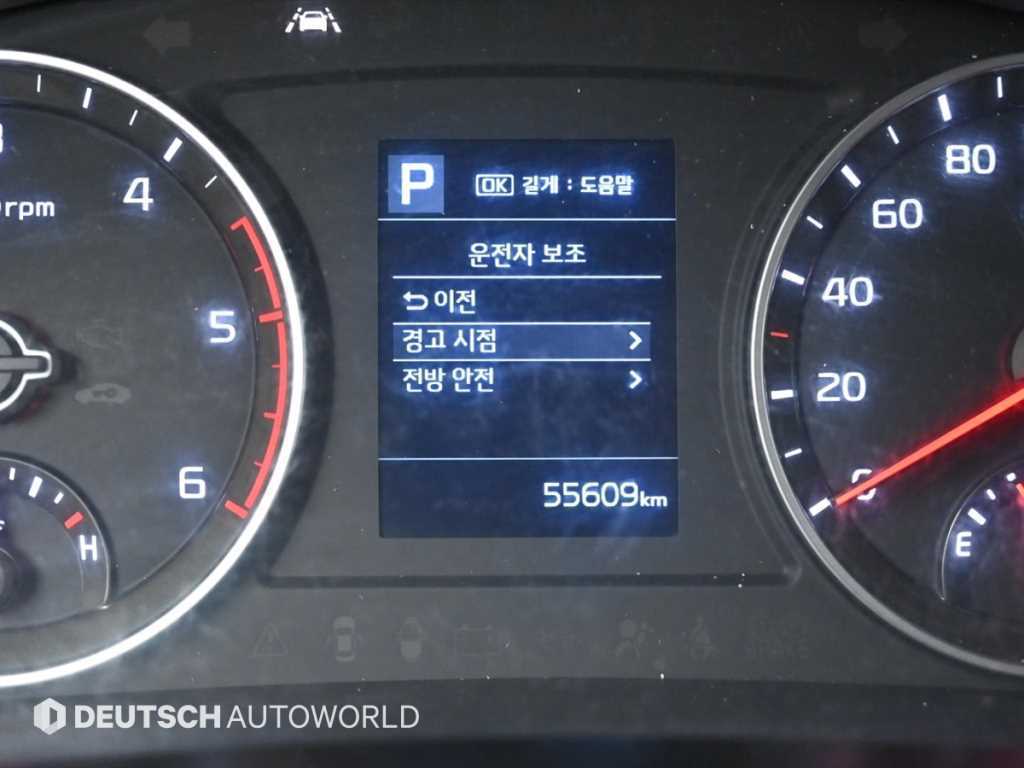 rpm
4
5
6
H
P
OK 길게 : 도움말
운전자 보조
이전
경고 시점
전방 안전
55609km
80
60
40
20
0
E
DEUTSCH AUTOWORLD